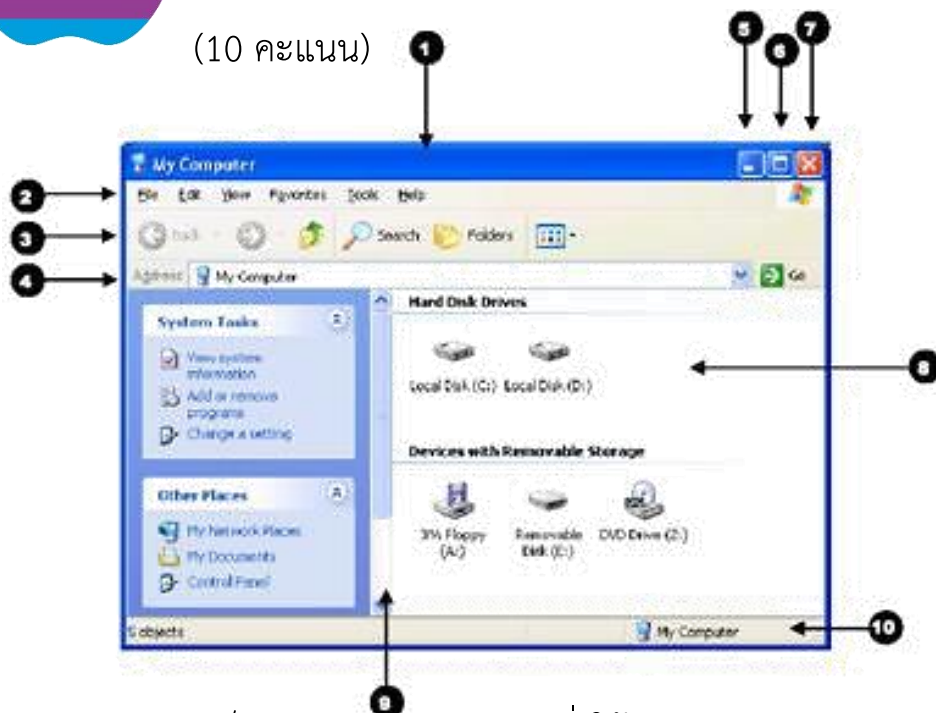 (10 คะแนน)
1
5
6
7
My Computer
2
File Edit View Favorites Tools Help
3
Back Search Folders
4
Address My Computer Go
System Tasks
View system
information
Add or remove
programs
Change a setting
Other Places
My Network Places
My Documents
Control Panel
Hard Disk Drives
Local Disk (C:) Local Disk (D:)
8
Devices with Removable Storage
3½ Floppy
(A:)
Removable
Disk (E:)
DVD Drive (Z:)
5 objects
My Computer
10
9